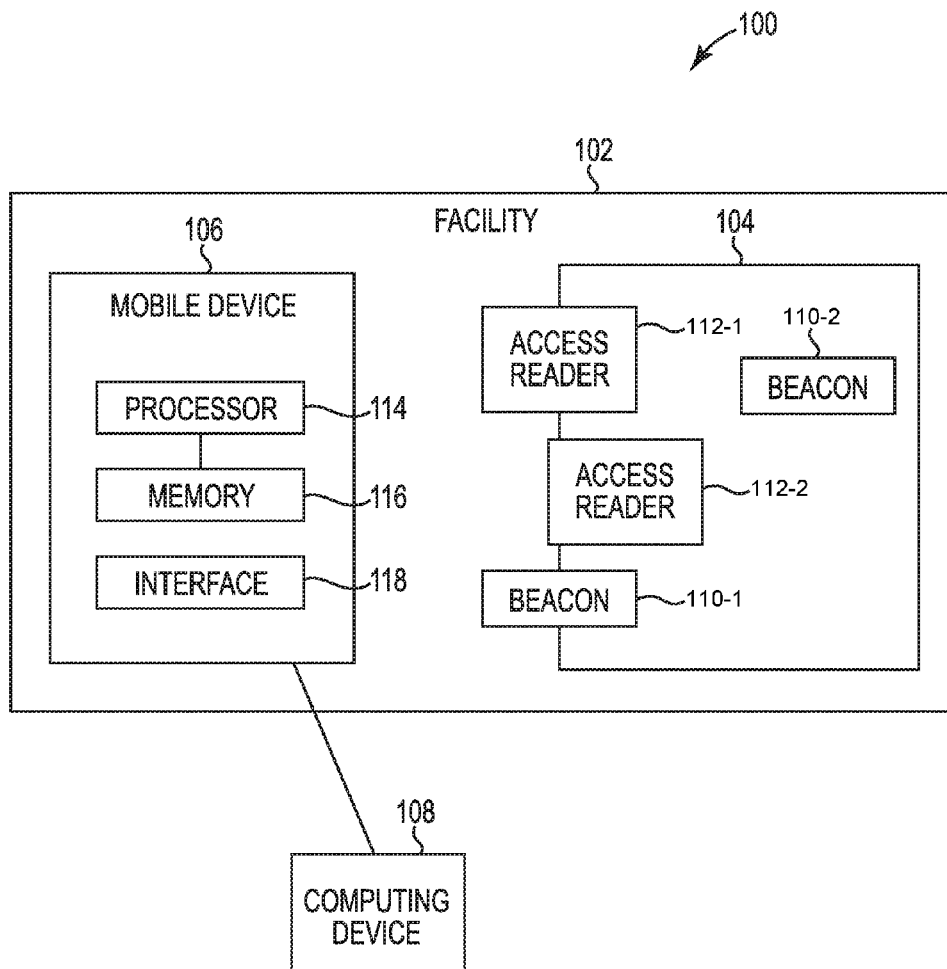 100
102
FACILITY
106
104
MOBILE DEVICE
ACCESS
READER
112-1
110-2
BEACON
PROCESSOR
114
MEMORY
116
ACCESS
READER
112-2
INTERFACE
118
BEACON
110-1
108
COMPUTING
DEVICE